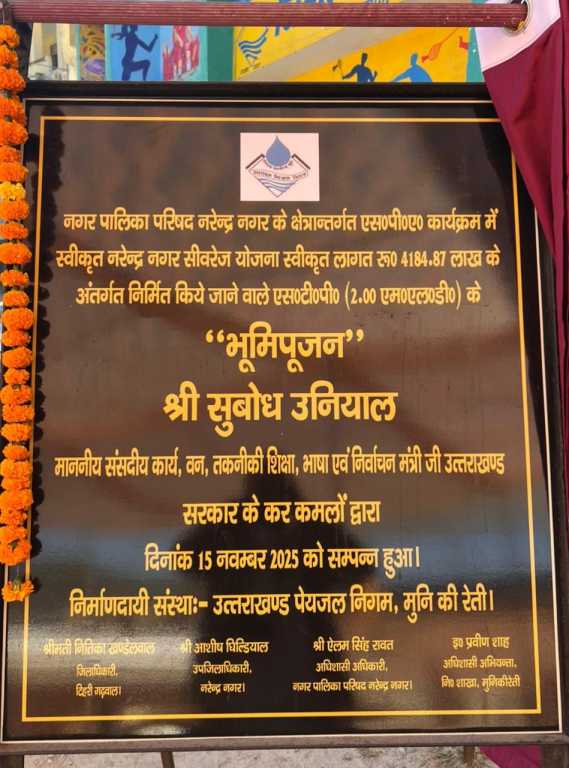 नगर पालिका परिषद नरेन्द्र नगर के क्षेत्रान्तर्गत एस०पी०ए० कार्यक्रम में
स्वीकृत नरेन्द्र नगर सीवरेज योजना स्वीकृत लागत रू० 4184.87 लाख के
अंतर्गत निर्मित किये जाने वाले एस०टी०पी० (2.00 एम०एल०डी०) के
“भूमिपूजन”
श्री सुबोध उनियाल
माननीय संसदीय कार्य, वन, तकनीकी शिक्षा, भाषा एवं निर्वाचन मंत्री जी उत्तराखण्ड
सरकार के कर कमलों द्वारा
दिनांक 15 नवम्बर 2025 को सम्पन्न हुआ।
निर्माणदायी संस्थाः- उत्तराखण्ड पेयजल निगम, मुनि की रेती।
श्रीमती नितिका खण्डेलवाल
जिलाधिकारी,
टिहरी गढ़वाल।
श्री आशीष घिल्डियाल
उपजिलाधिकारी,
नरेन्द्र नगर।
श्री ऐलम सिंह रावत
अधिशासी अधिकारी,
नगर पालिका परिषद नरेन्द्र नगर।
इ० प्रवीण शाह
अधिशासी अभियन्ता,
नि० शाखा, मुनिकीरेती